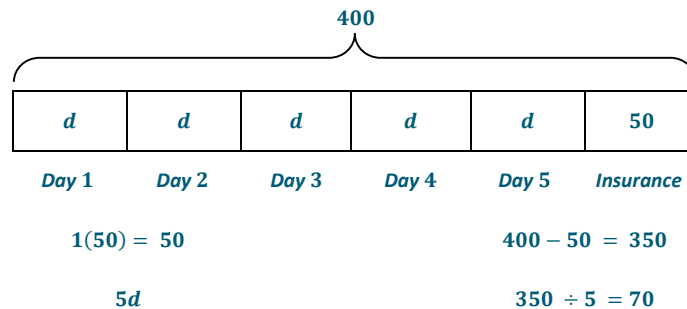 400
d d d d d 50
Day 1 Day 2 Day 3 Day 4 Day 5 Insurance
1(50) = 50 400 − 50 = 350
5d 350 ÷ 5 = 70